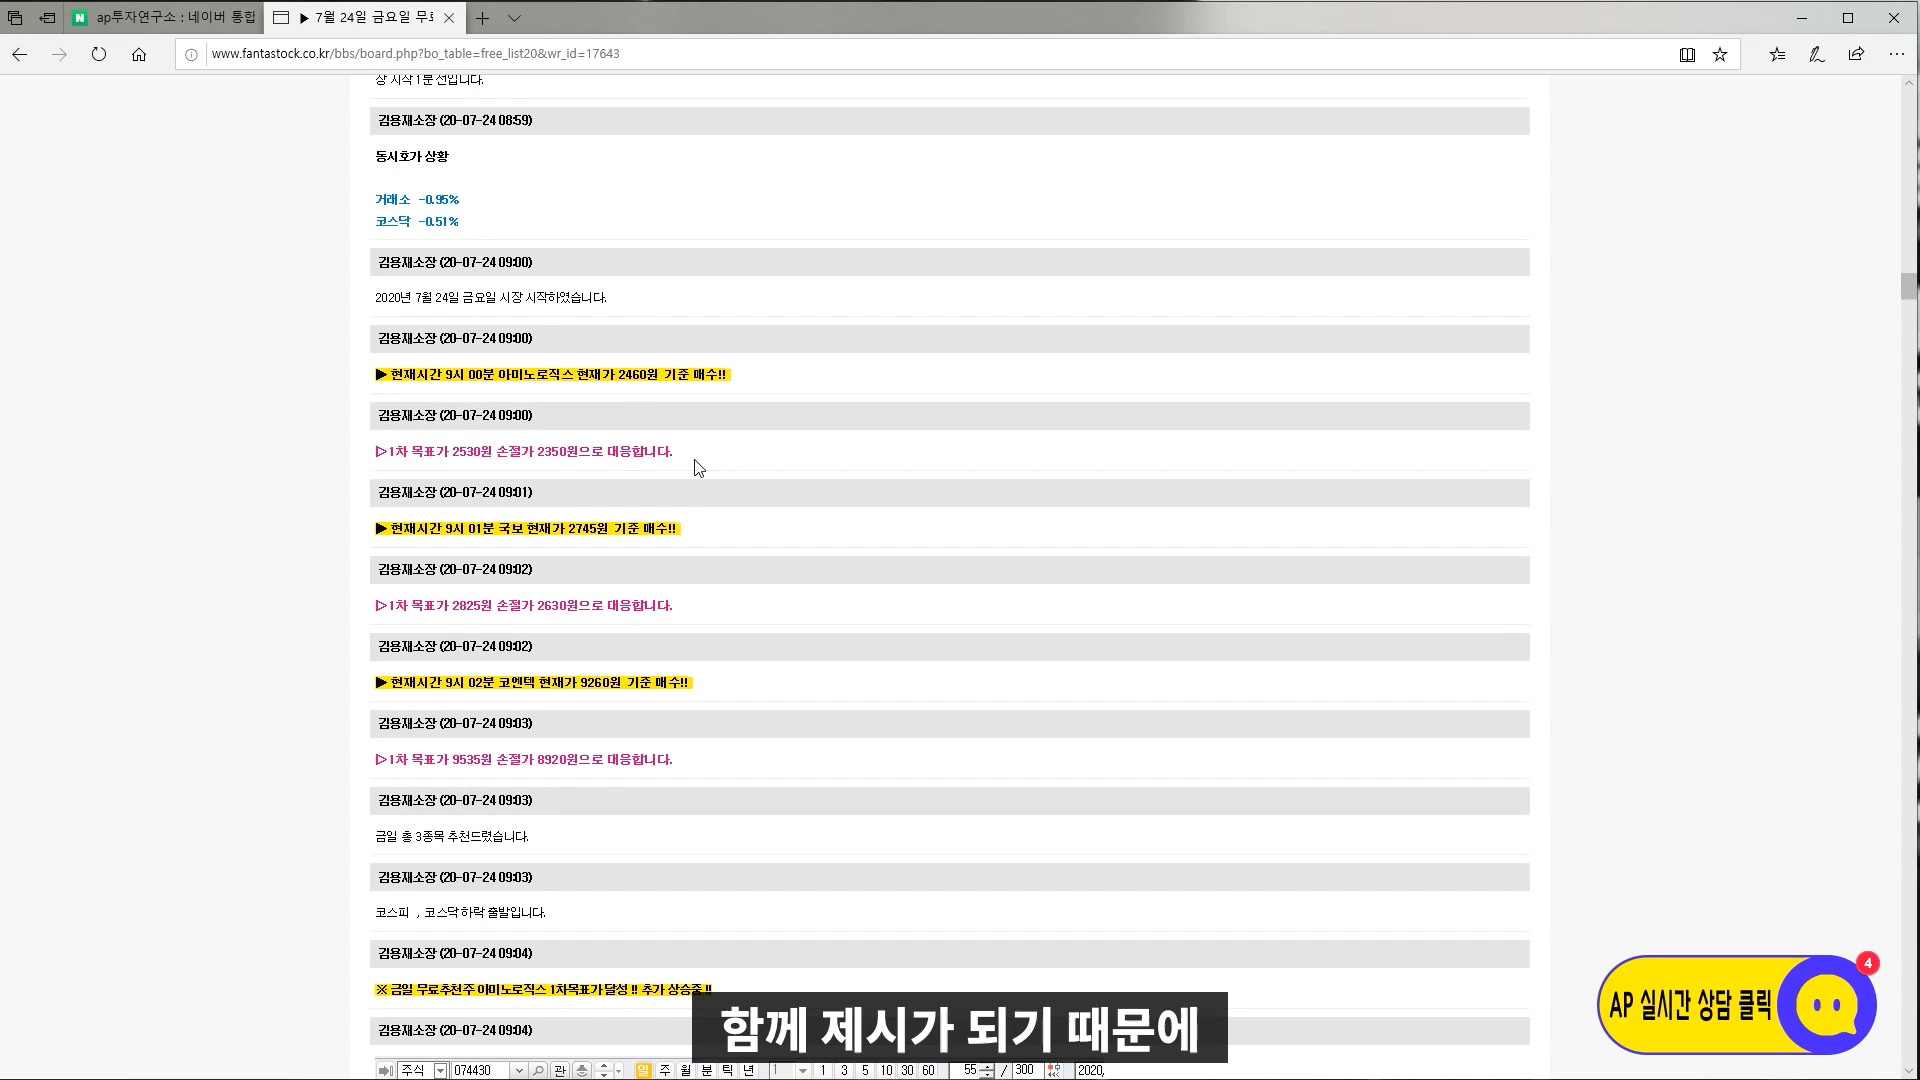 ap투자연구소 : 네이버 통합
▶ 7월 24일 금요일 무료
www.fantastock.co.kr/bbs/board.php?bo_table=free_list20&wr_id=17643
장 시작 1분전입니다.
김용재소장 (20-07-24 08:59)
동시호가 상황
거래소 -0.95%
코스닥 -0.51%
김용재소장 (20-07-24 09:00)
2020년 7월 24일 금요일 시장 시작하였습니다.
김용재소장 (20-07-24 09:00)
▶ 현재시간 9시 00분 아미노로직스 현재가 2460원 기준 매수!!
김용재소장 (20-07-24 09:00)
▷1차 목표가 2530원 손절가 2350원으로 대응합니다.
김용재소장 (20-07-24 09:01)
▶ 현재시간 9시 01분 국보 현재가 2745원 기준 매수!!
김용재소장 (20-07-24 09:02)
▷1차 목표가 2825원 손절가 2630원으로 대응합니다.
김용재소장 (20-07-24 09:02)
▶ 현재시간 9시 02분 코엔텍 현재가 9260원 기준 매수!!
김용재소장 (20-07-24 09:03)
▷1차 목표가 9535원 손절가 8920원으로 대응합니다.
김용재소장 (20-07-24 09:03)
금일 총 3종목 추천드렸습니다.
김용재소장 (20-07-24 09:03)
코스피 , 코스닥 하락 출발입니다.
김용재소장 (20-07-24 09:04)
※ 금일 무료추천주 아미노로직스 1차목표가 달성 !! 추가 상승중 !!
김용재소장 (20-07-24 09:04)
함께 제시가 되기 때문에
AP 실시간 상담 클릭
4
주식 074430 관 일 주 월 분 틱 년 1 1 3 5 10 30 60 55 / 300 2020,